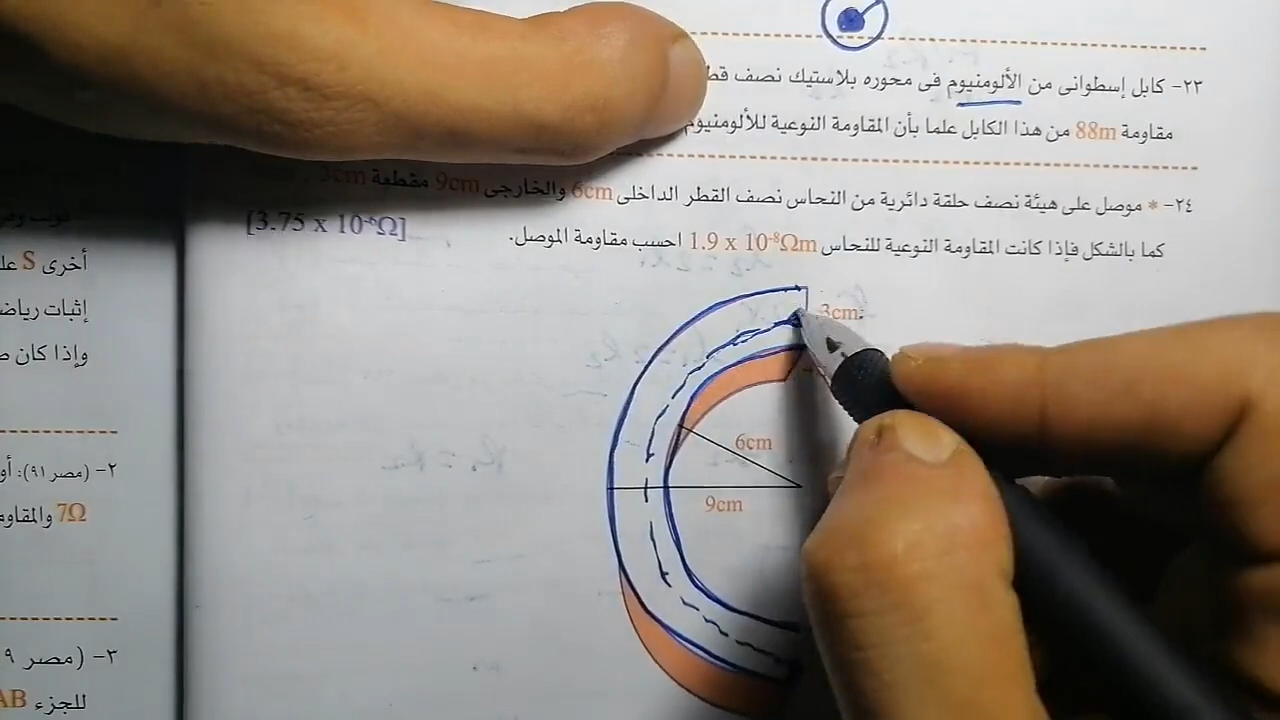 ٢٣- كابل إسطوانى من الألومنيوم فى محوره بلاستيك نصف قط
مقاومة 88m من هذا الكابل علما بأن المقاومة النوعية للألومنيوم
٢٤- * موصل على هيئة نصف حلقة دائرية من النحاس نصف القطر الداخلى 6cm والخارجى 9cm مقطعة 3cm
كما بالشكل فإذا كانت المقاومة النوعية للنحاس 1.9 x 10⁻⁸Ωm احسب مقاومة الموصل.
[3.75 x 10⁻⁶Ω]
3cm
6cm
9cm
أخرى S عل
إثبات رياض
وإذا كان
٢- (مصر ٩١): أو
7Ω والمقاوم
٣- (مصر ٩
للجزء AB